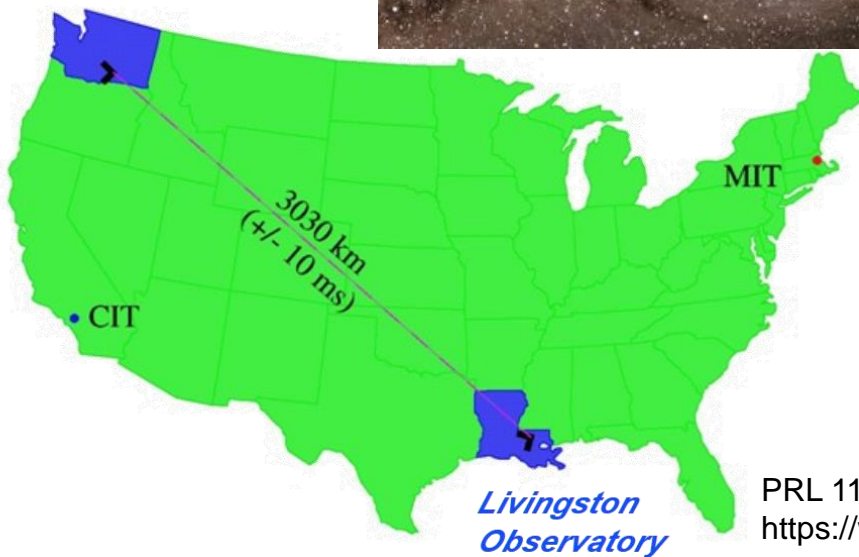 MIT
3030 km
(+/- 10 ms)
CIT
Livingston
Observatory
PRL 11
https://